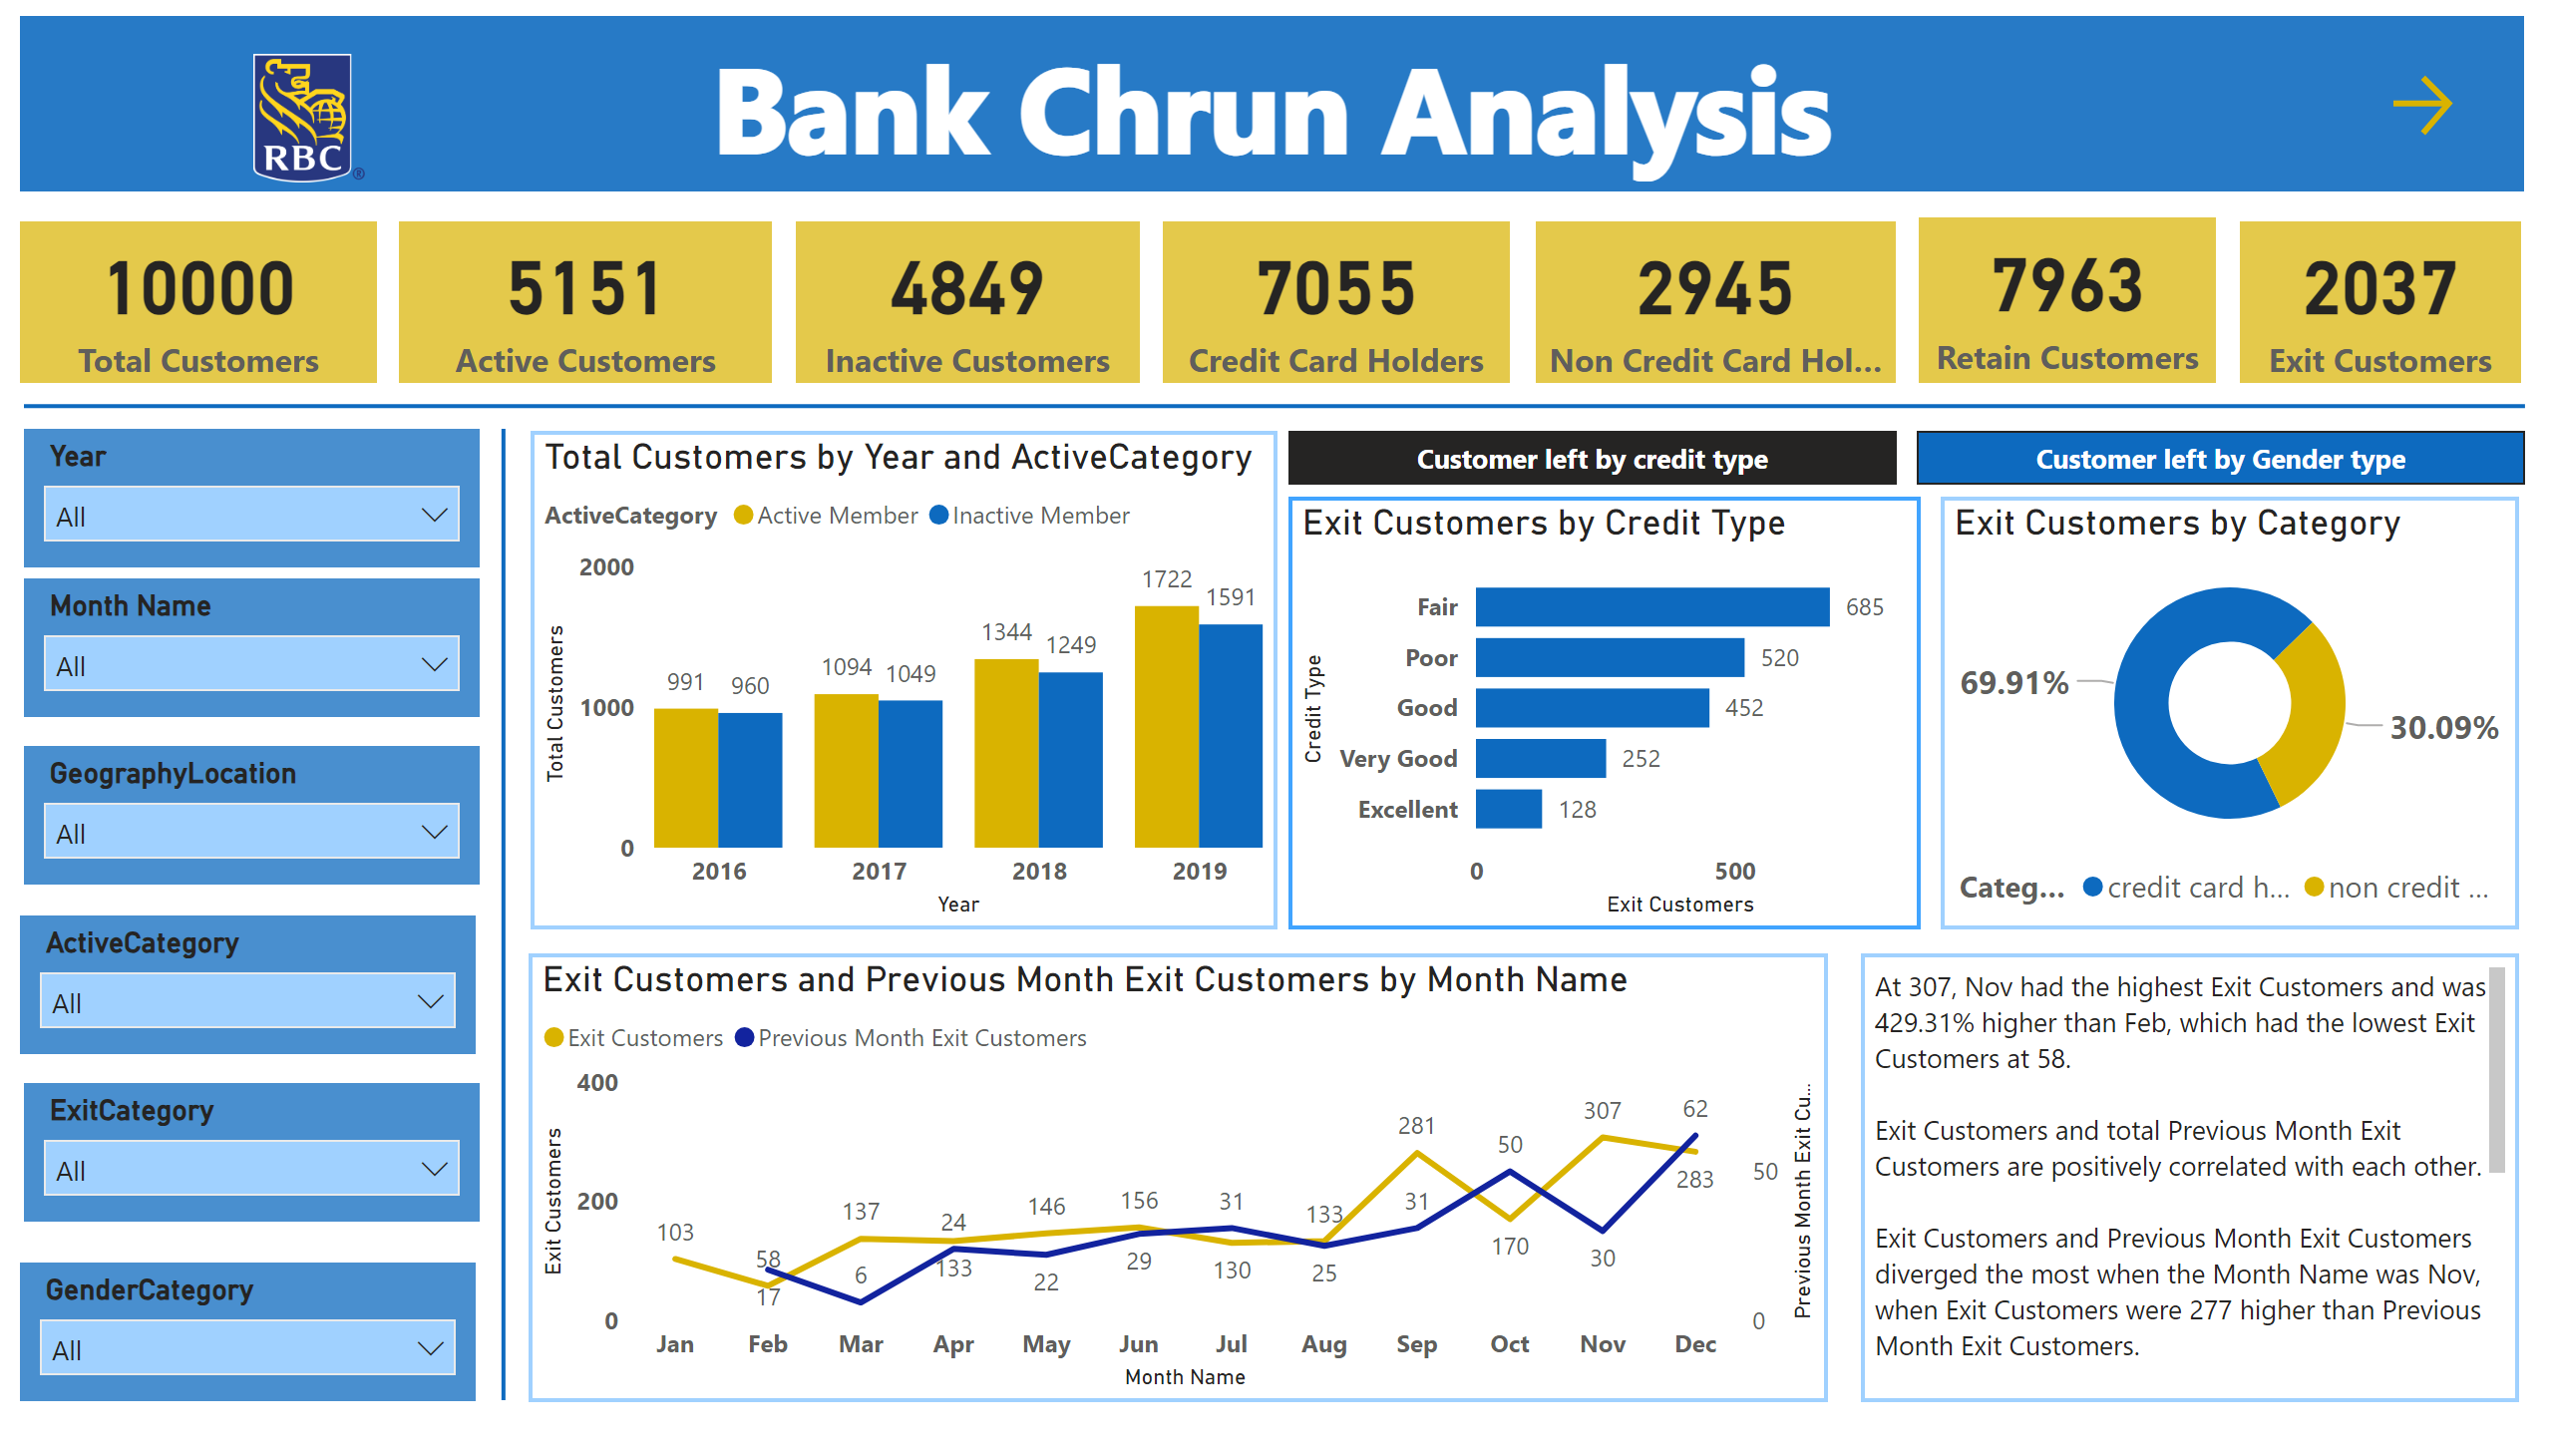 RBC
®
Bank Chrun Analysis
10000
Total Customers
5151
Active Customers
4849
Inactive Customers
7055
Credit Card Holders
2945
Non Credit Card Hol...
7963
Retain Customers
2037
Exit Customers
Year
All
Month Name
All
GeographyLocation
All
ActiveCategory
All
ExitCategory
All
GenderCategory
All
Total Customers by Year and ActiveCategory
ActiveCategory Active Member Inactive Member
Total Customers
2000
1000
0
991 960
1094 1049
1344 1249
1722 1591
2016 2017 2018 2019
Year
Customer left by credit type
Customer left by Gender type
Exit Customers by Credit Type
Credit Type
Fair 685
Poor 520
Good 452
Very Good 252
Excellent 128
0 500
Exit Customers
Exit Customers by Category
69.91%
30.09%
Categ... credit card h... non credit ...
Exit Customers and Previous Month Exit Customers by Month Name
Exit Customers Previous Month Exit Customers
Exit Customers
400
200
0
103 58 137 133 146 156 130 133 281 170 307 283
17 6 24 22 29 31 25 31 50 30 62
50
0
Previous Month Exit Cu...
Jan Feb Mar Apr May Jun Jul Aug Sep Oct Nov Dec
Month Name
At 307, Nov had the highest Exit Customers and was
429.31% higher than Feb, which had the lowest Exit
Customers at 58.
Exit Customers and total Previous Month Exit
Customers are positively correlated with each other.
Exit Customers and Previous Month Exit Customers
diverged the most when the Month Name was Nov,
when Exit Customers were 277 higher than Previous
Month Exit Customers.